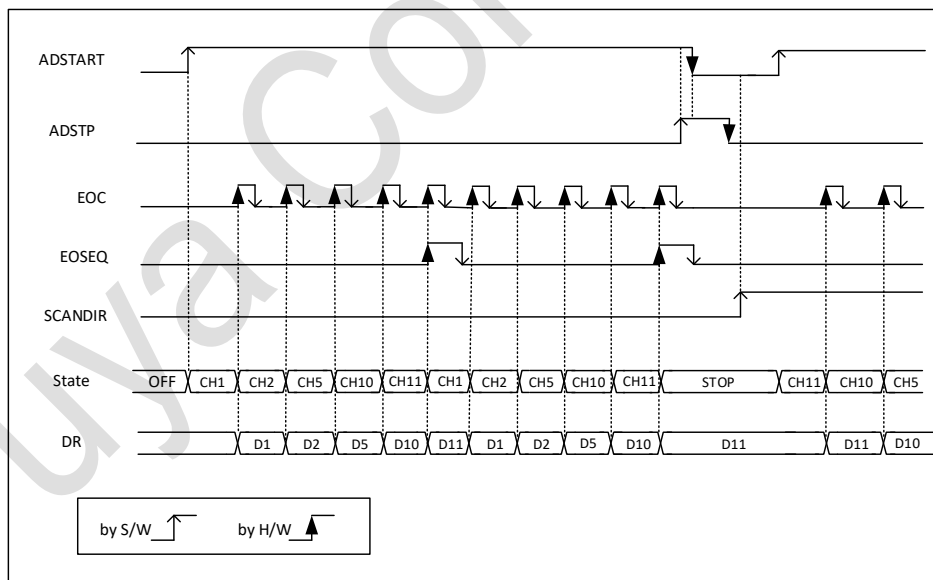 ADSTART
ADSTP
EOC
EOSEQ
SCANDIR
State OFF CH1 CH2 CH5 CH10 CH11 CH1 CH2 CH5 CH10 CH11 STOP CH11 CH10 CH5
DR D1 D2 D5 D10 D11 D1 D2 D5 D10 D11 D11 D10
by S/W by H/W